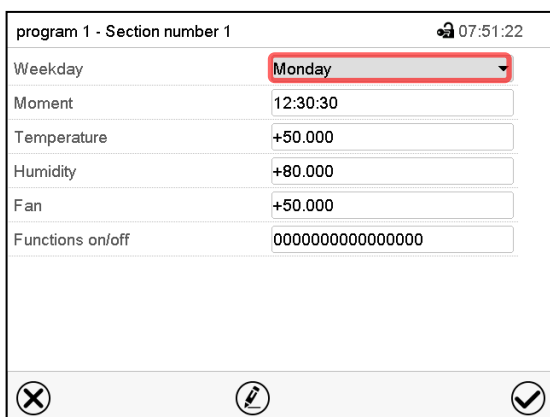 program 1 - Section number 1 07:51:22
Weekday Monday
Moment 12:30:30
Temperature +50.000
Humidity +80.000
Fan +50.000
Functions on/off 0000000000000000